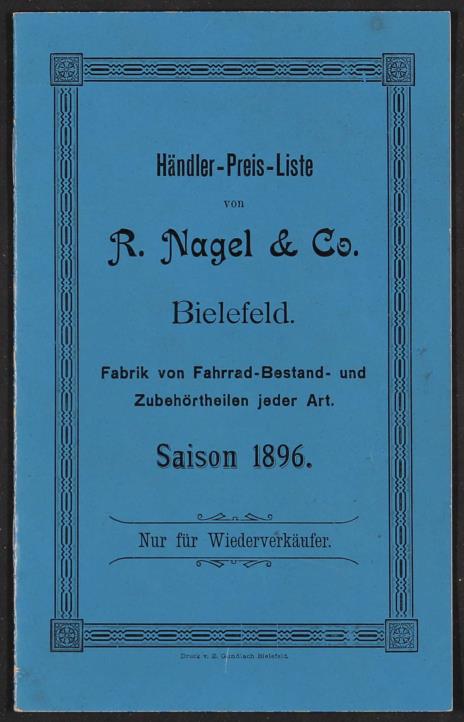 Händler-Preis-Liste
von
R. Nagel & Co.
Bielefeld.
Fabrik von Fahrrad-Bestand- und
Zubehörtheilen jeder Art.
Saison 1896.
Nur für Wiederverkäufer.
Druck v. E. Gundlach Bielefeld.